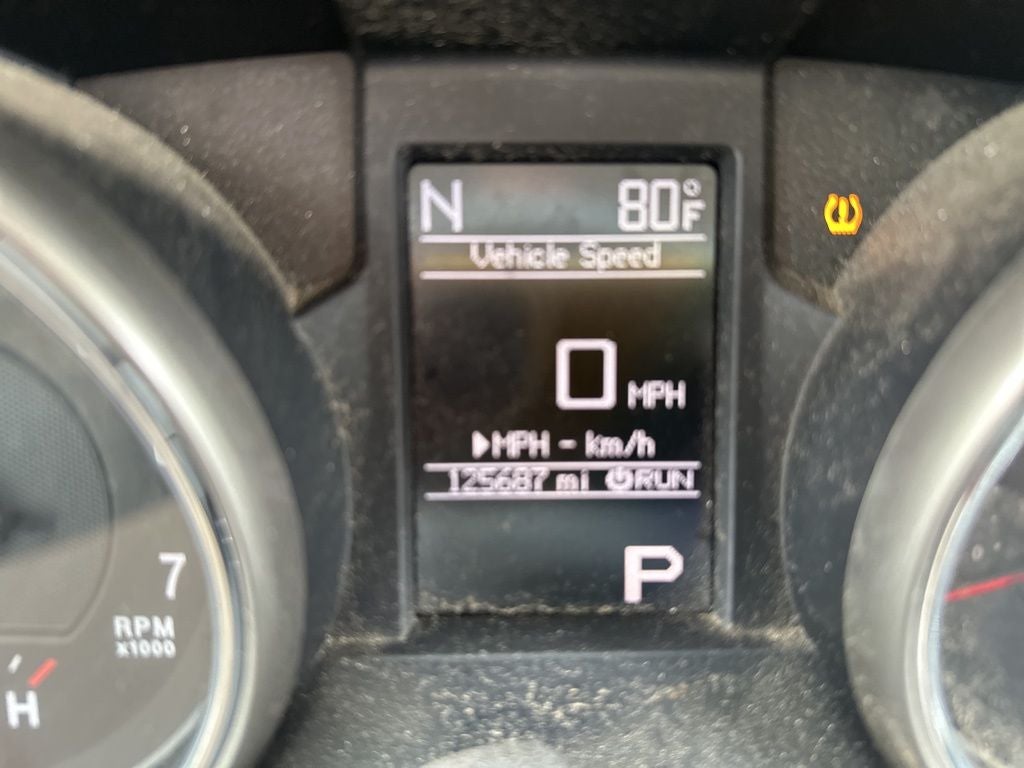 N 80°F
Vehicle Speed
0 MPH
▶MPH - km/h
125687 mi RUN
P
7
RPM
x1000
H